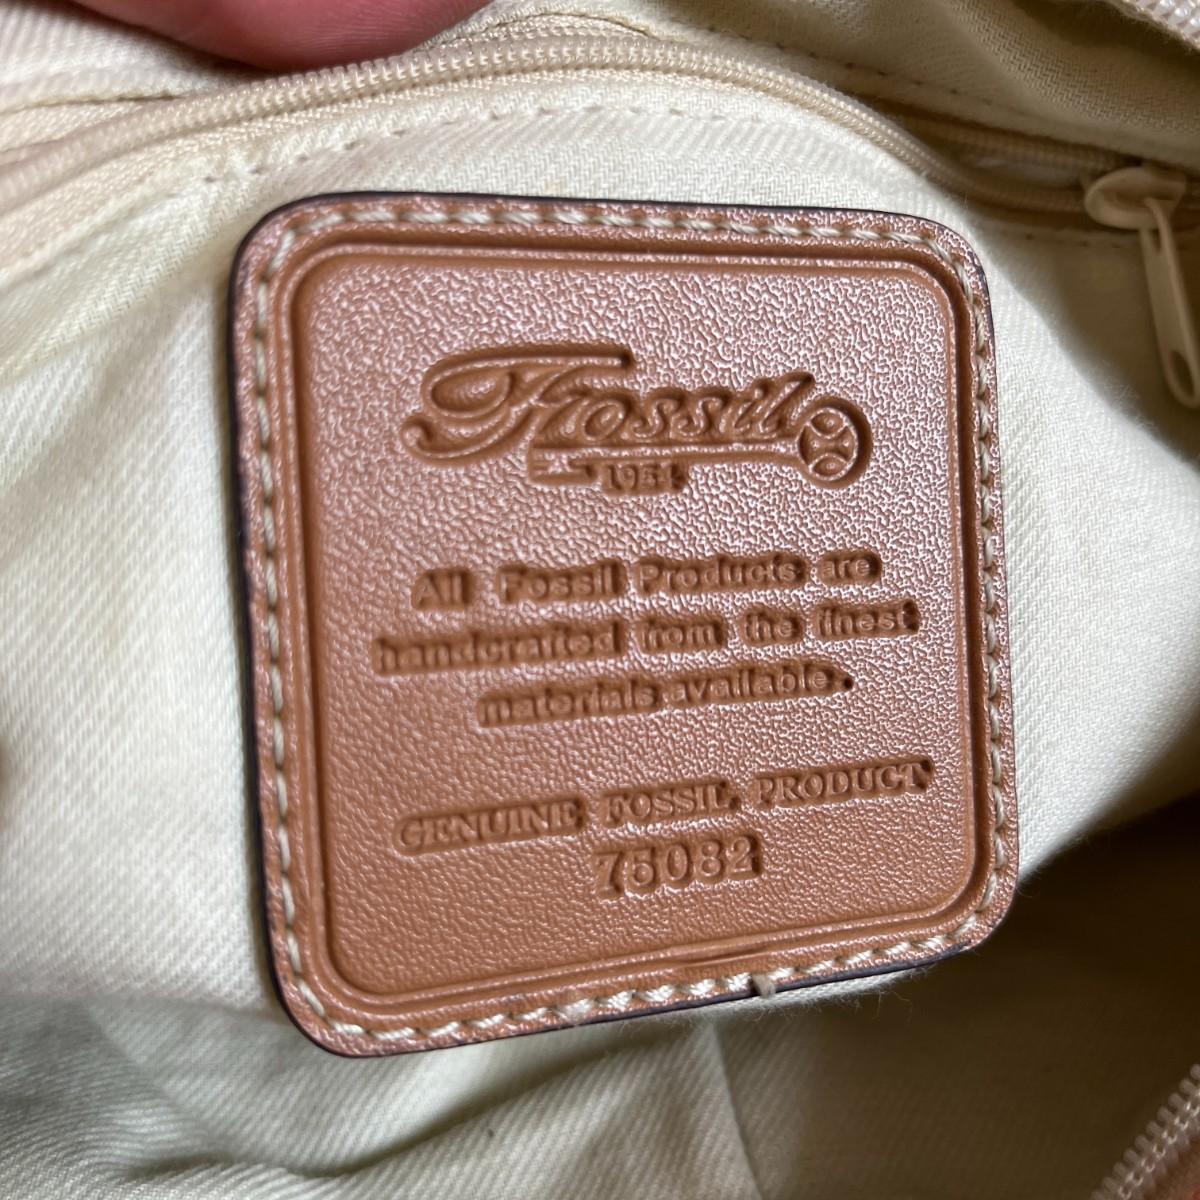 Fossil
1954
All Fossil Products are
handcrafted from the finest
materials available.
GENUINE FOSSIL PRODUCT
75082